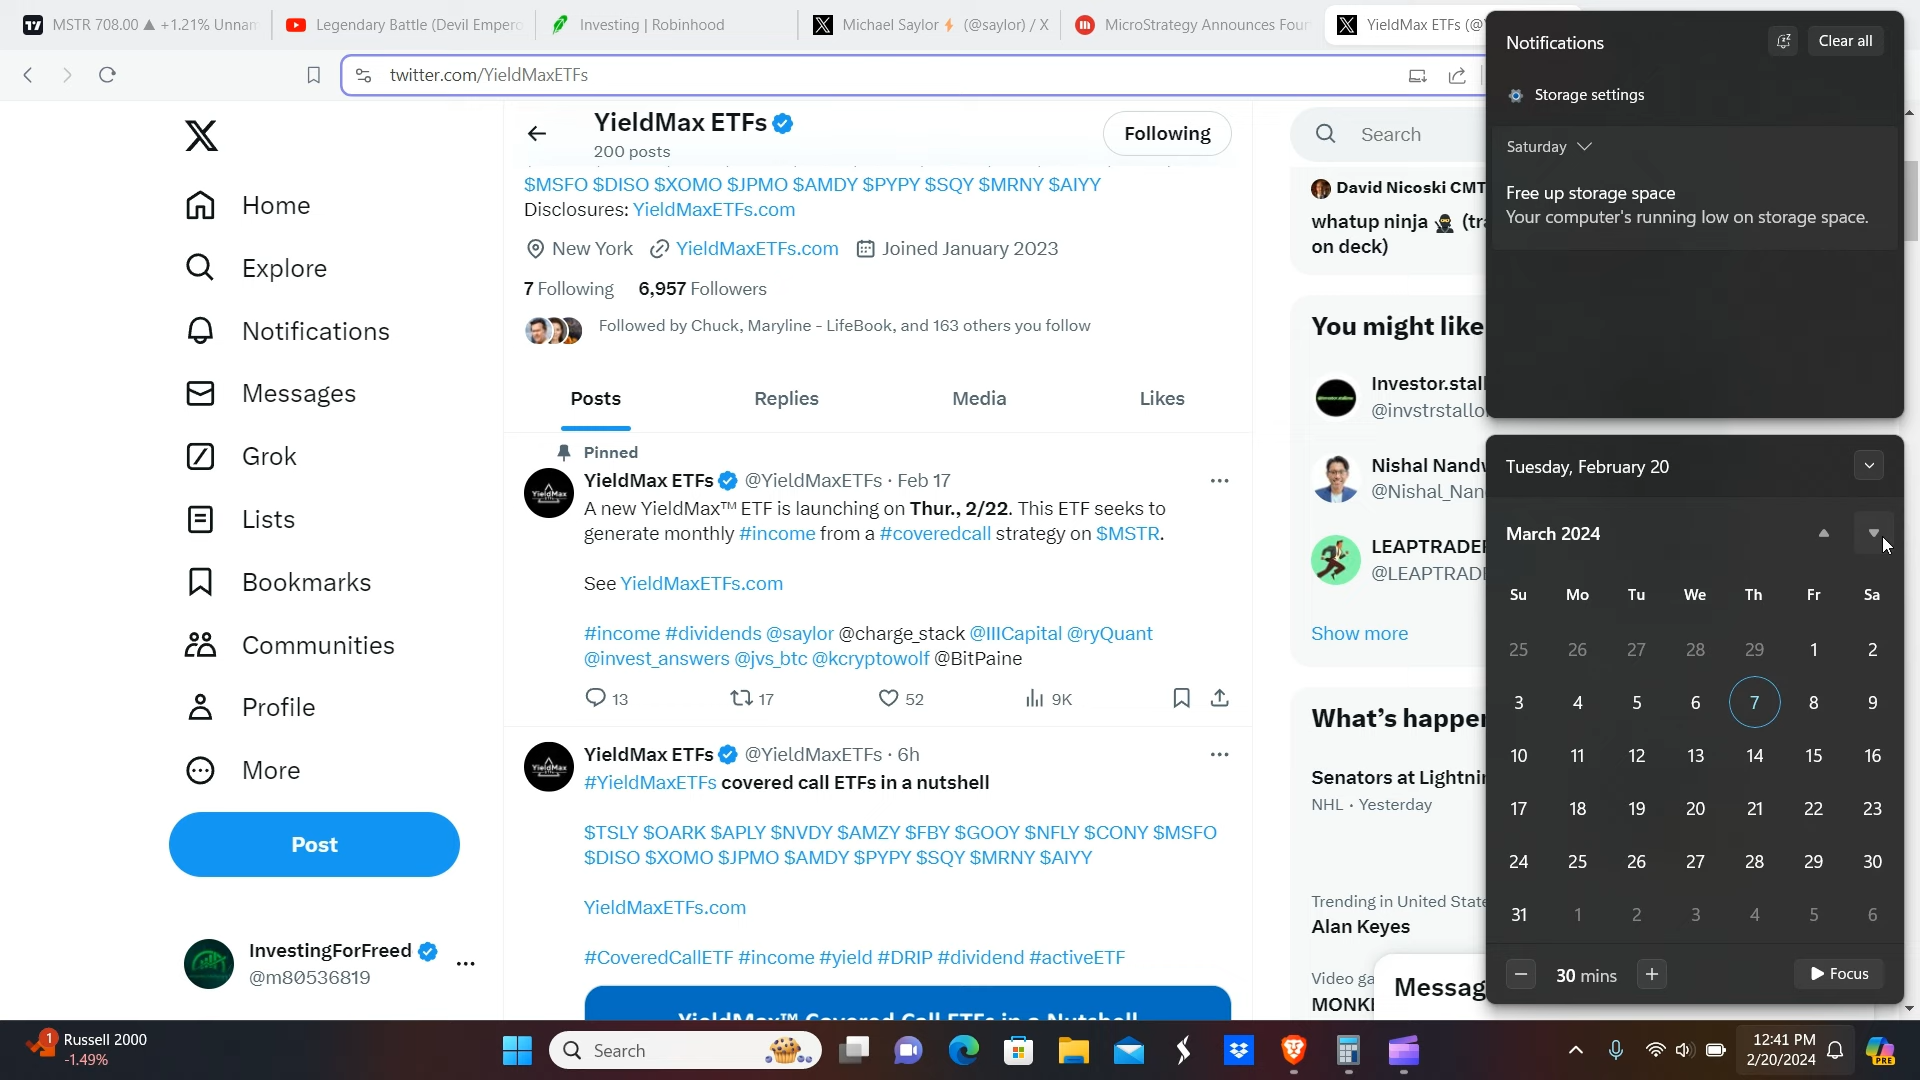 MSTR 708.00 ▲ +1.21% Unnam
Legendary Battle (Devil Empero
Investing | Robinhood
Michael Saylor⚡ (@saylor) / X
MicroStrategy Announces Four
YieldMax ETFs (@
twitter.com/YieldMaxETFs
Home
Explore
Notifications
Messages
Grok
Lists
Bookmarks
Communities
Profile
More
Post
InvestingForFreed
@m80536819
YieldMax ETFs
200 posts
Following
$MSFO $DISO $XOMO $JPMO $AMDY $PYPY $SQY $MRNY $AIYY
Disclosures: YieldMaxETFs.com
New York YieldMaxETFs.com Joined January 2023
7 Following 6,957 Followers
Followed by Chuck, Maryline - LifeBook, and 163 others you follow
Posts Replies Media Likes
Pinned
YieldMax ETFs @YieldMaxETFs · Feb 17
A new YieldMax™ ETF is launching on Thur., 2/22. This ETF seeks to
generate monthly #income from a #coveredcall strategy on $MSTR.
See YieldMaxETFs.com
#income #dividends @saylor @charge_stack @IIICapital @ryQuant
@invest_answers @jvs_btc @kcryptowolf @BitPaine
13 17 52 9K
YieldMax ETFs @YieldMaxETFs · 6h
#YieldMaxETFs covered call ETFs in a nutshell
$TSLY $OARK $APLY $NVDY $AMZY $FBY $GOOY $NFLY $CONY $MSFO
$DISO $XOMO $JPMO $AMDY $PYPY $SQY $MRNY $AIYY
YieldMaxETFs.com
#CoveredCallETF #income #yield #DRIP #dividend #activeETF
YieldMax™ Covered Call ETFs in a Nutshell
Search
David Nicoski CMT
whatup ninja 🥷 (tra
on deck)
You might like
Investor.stall
@invstrstallo
Nishal Nandw
@Nishal_Nan
LEAPTRADER
@LEAPTRADE
Show more
What's happen
Senators at Lightnin
NHL · Yesterday
Trending in United State
Alan Keyes
Video ga
MONKE
Messag
Notifications
Clear all
Storage settings
Saturday
Free up storage space
Your computer's running low on storage space.
Tuesday, February 20
March 2024
Su Mo Tu We Th Fr Sa
25 26 27 28 29 1 2
3 4 5 6 7 8 9
10 11 12 13 14 15 16
17 18 19 20 21 22 23
24 25 26 27 28 29 30
31 1 2 3 4 5 6
30 mins
Focus
1
Russell 2000
-1.49%
Search
12:41 PM
2/20/2024
PRE